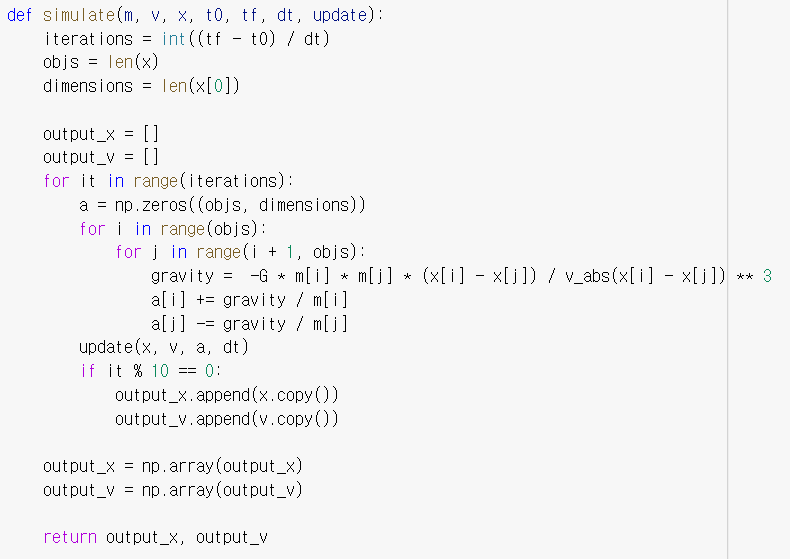 def simulate(m, v, x, t0, tf, dt, update):
    iterations = int((tf - t0) / dt)
    objs = len(x)
    dimensions = len(x[0])

    output_x = []
    output_v = []
    for it in range(iterations):
        a = np.zeros((objs, dimensions))
        for i in range(objs):
            for j in range(i + 1, objs):
                gravity =  -G * m[i] * m[j] * (x[i] - x[j]) / v_abs(x[i] - x[j]) ** 3
                a[i] += gravity / m[i]
                a[j] -= gravity / m[j]
        update(x, v, a, dt)
        if it % 10 == 0:
            output_x.append(x.copy())
            output_v.append(v.copy())

    output_x = np.array(output_x)
    output_v = np.array(output_v)

    return output_x, output_v